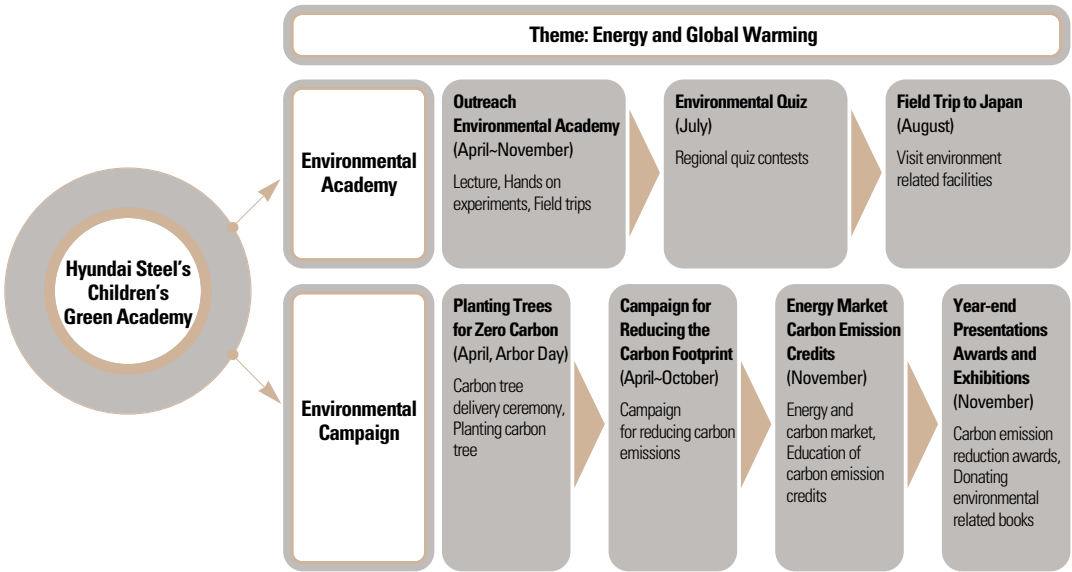 Theme: Energy and Global Warming
Hyundai Steel's
Children's
Green Academy
Environmental
Academy
Outreach
Environmental Academy
(April~November)
Lecture, Hands on
experiments, Field trips
Environmental Quiz
(July)
Regional quiz contests
Field Trip to Japan
(August)
Visit environment
related facilities
Environmental
Campaign
Planting Trees
for Zero Carbon
(April, Arbor Day)
Carbon tree
delivery ceremony,
Planting carbon
tree
Campaign for
Reducing the
Carbon Footprint
(April~October)
Campaign
for reducing carbon
emissions
Energy Market
Carbon Emission
Credits
(November)
Energy and
carbon market,
Education of
carbon emission
credits
Year-end
Presentations
Awards and
Exhibitions
(November)
Carbon emission
reduction awards,
Donating
environmental
related books